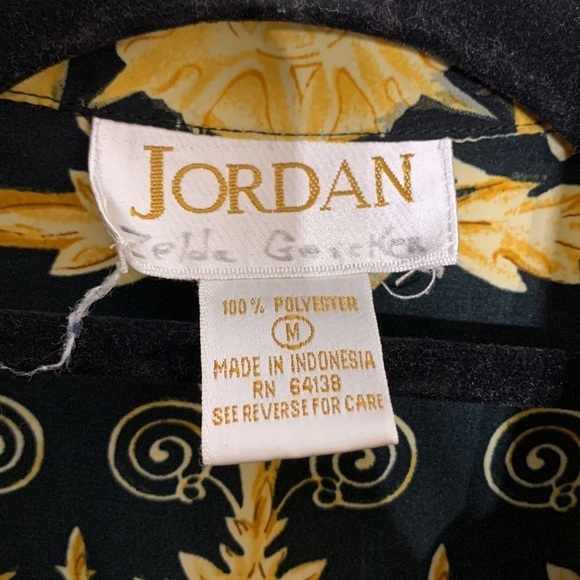 JORDAN
Zelda
100% POLYESTER
M
MADE IN INDONESIA
RN 64138
SEE REVERSE FOR CARE